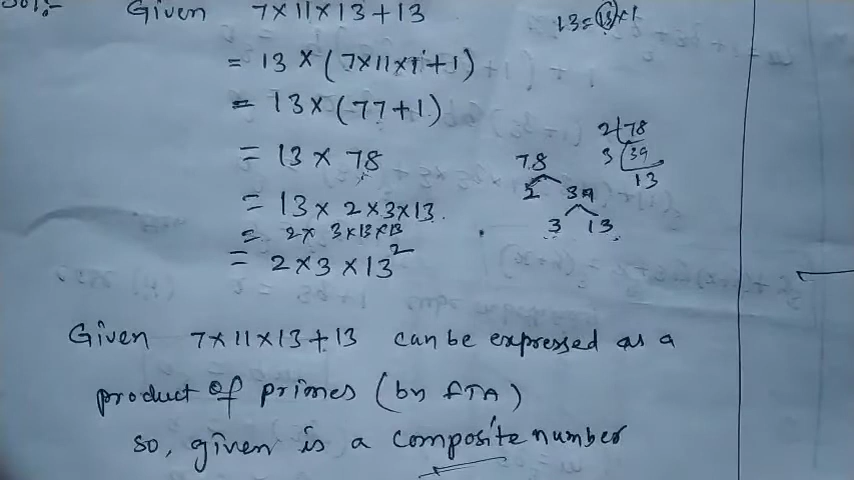 Sol:-
Given 7×11×13+13
13=13×1
= 13 × (7×11×1+1)
= 13 × (77+1)
= 13 × 78
= 13 × 2 × 3 × 13.
= 2 × 3×13×13
= 2 × 3 × 13²
78
2 39
3 13
2 78
3 39
13
Given 7×11×13+13 can be expressed as a
product of primes (by FTA)
so, given is a composite number